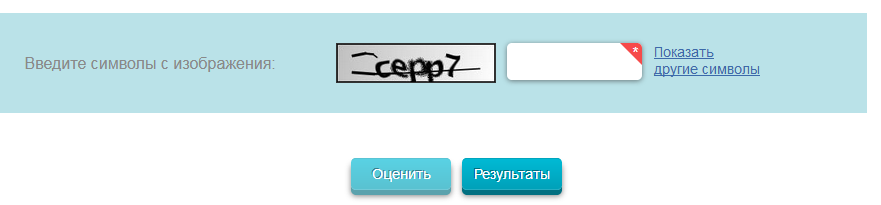 Введите символы с изображения:
*
Показать
другие символы
Оценить
Результаты